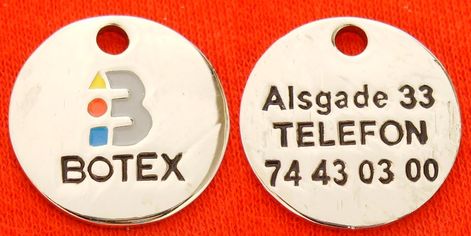 B
BOTEX
Alsgade 33
TELEFON
74 43 03 00